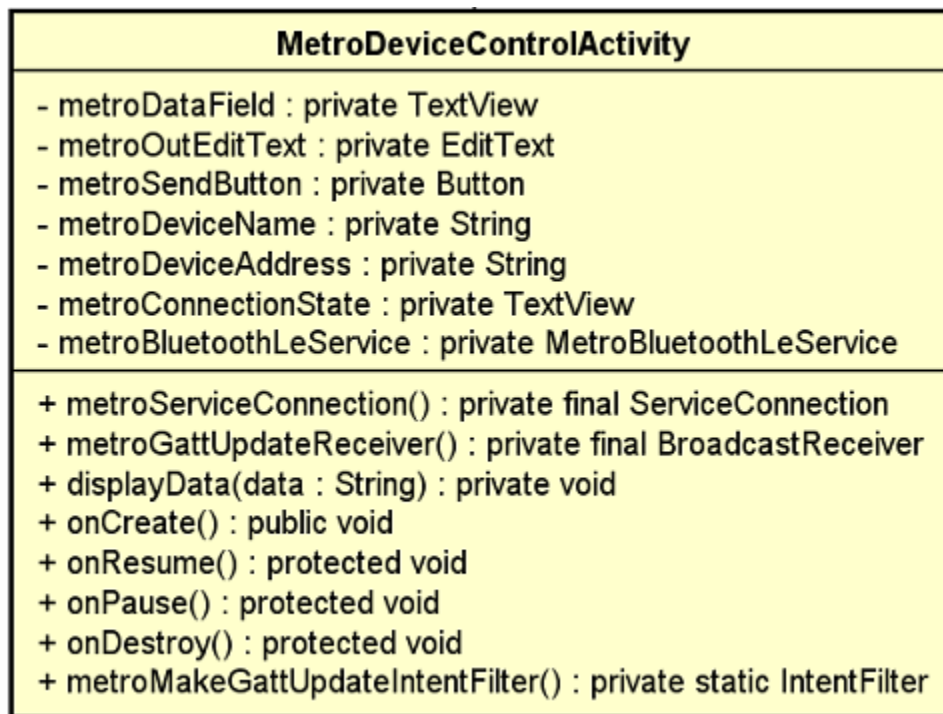 MetroDeviceControlActivity
- metroDataField : private TextView
- metroOutEditText : private EditText
- metroSendButton : private Button
- metroDeviceName : private String
- metroDeviceAddress : private String
- metroConnectionState : private TextView
- metroBluetoothLeService : private MetroBluetoothLeService
+ metroServiceConnection() : private final ServiceConnection
+ metroGattUpdateReceiver() : private final BroadcastReceiver
+ displayData(data : String) : private void
+ onCreate() : public void
+ onResume() : protected void
+ onPause() : protected void
+ onDestroy() : protected void
+ metroMakeGattUpdateIntentFilter() : private static IntentFilter